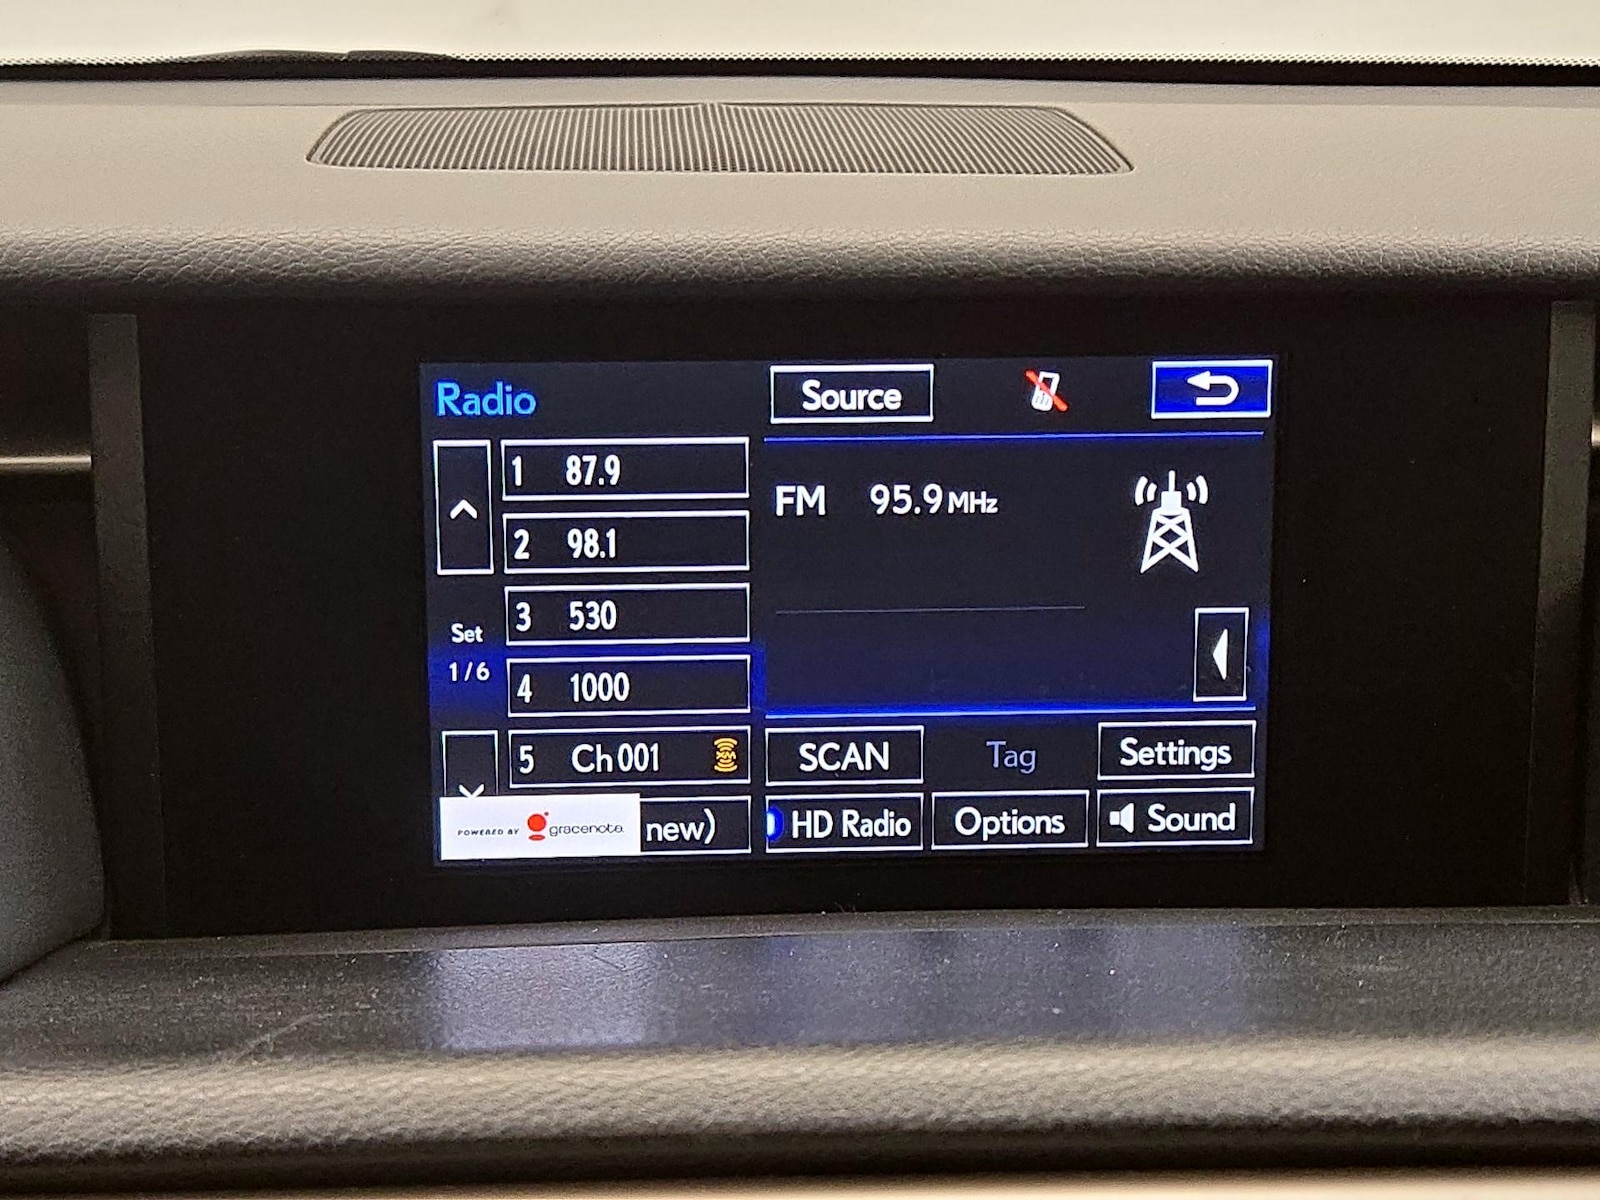 Radio
Source
1 87.9
2 98.1
3 530
4 1000
5 Ch 001 XM
Set
1/6
POWERED BY gracenote.
new)
FM 95.9 MHz
SCAN
Tag
Settings
HD Radio
Options
Sound